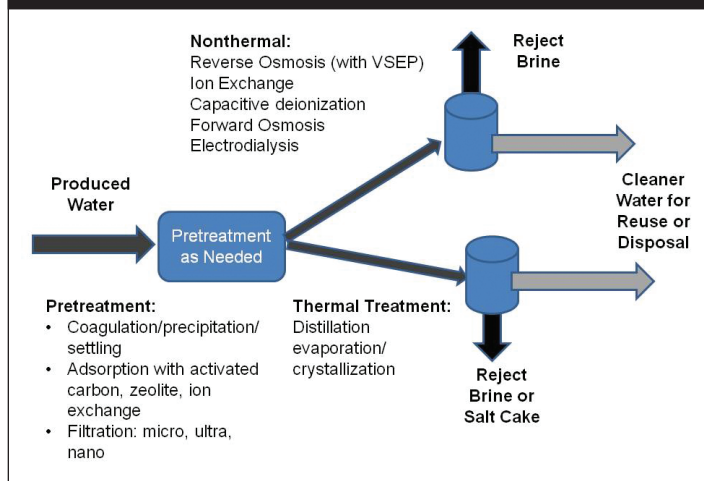 Nonthermal:
Reverse Osmosis (with VSEP)
Ion Exchange
Capacitive deionization
Forward Osmosis
Electrodialysis
Reject
Brine
Produced
Water
Pretreatment
as Needed
Cleaner
Water for
Reuse or
Disposal
Pretreatment:
• Coagulation/precipitation/
settling
• Adsorption with activated
carbon, zeolite, ion
exchange
• Filtration: micro, ultra,
nano
Thermal Treatment:
Distillation
evaporation/
crystallization
Reject
Brine or
Salt Cake